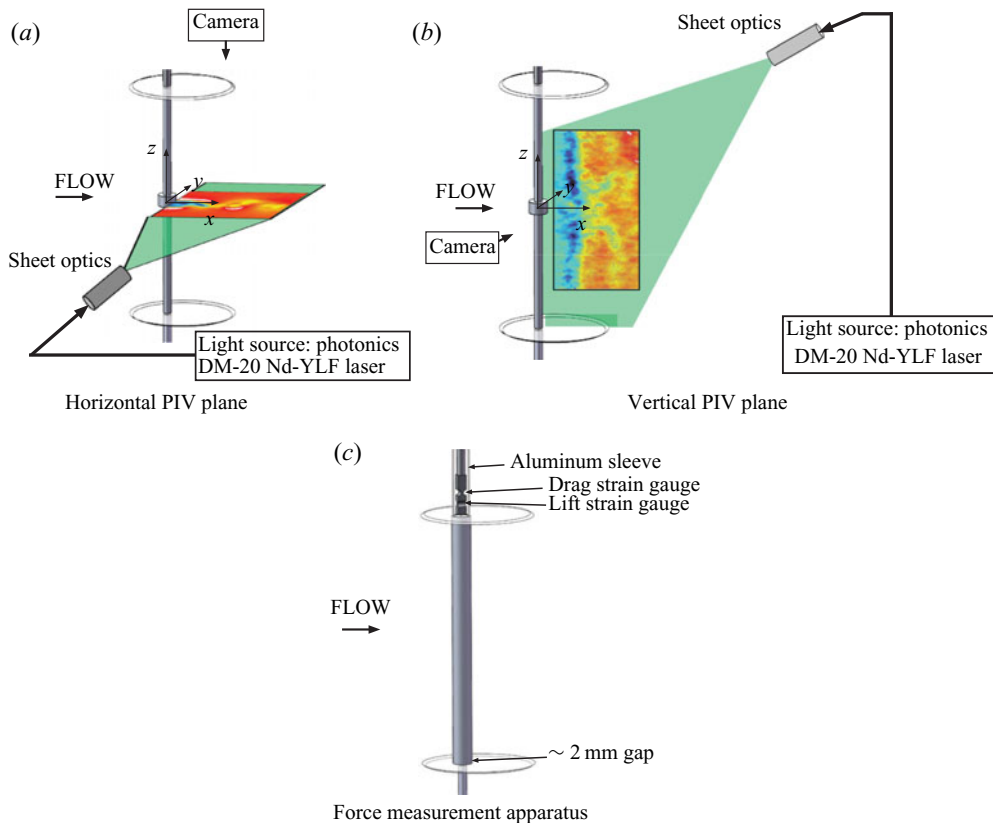 (a)
Camera
z
y
x
FLOW
Sheet optics
Light source: photonics
DM-20 Nd-YLF laser
Horizontal PIV plane
(b)
Sheet optics
z
y
x
FLOW
Camera
Light source: photonics
DM-20 Nd-YLF laser
Vertical PIV plane
(c)
Aluminum sleeve
Drag strain gauge
Lift strain gauge
FLOW
∼ 2 mm gap
Force measurement apparatus